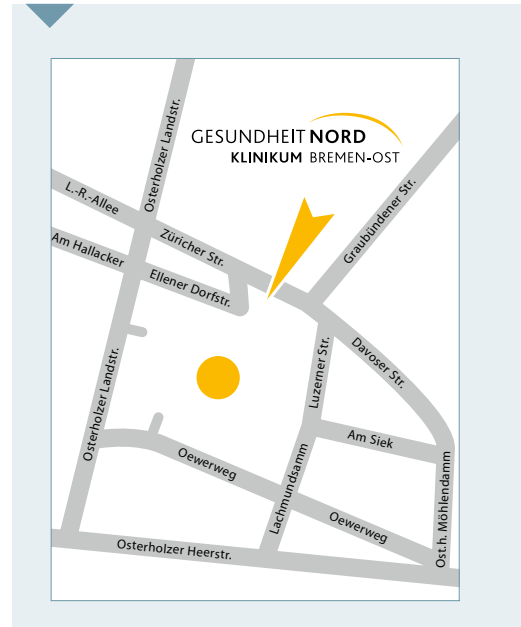 GESUNDHEIT NORD
KLINIKUM BREMEN-OST
Osterholzer Landstr.
L.-R.-Allee
Züricher Str.
Graubündener Str.
Am Hallacker
Ellener Dorfstr.
Osterholzer Landstr.
Luzerner Str.
Davoser Str.
Am Siek
Oewerweg
Lachmundsamm
Oewerweg
Ost.h. Möhlendamm
Osterholzer Heerstr.